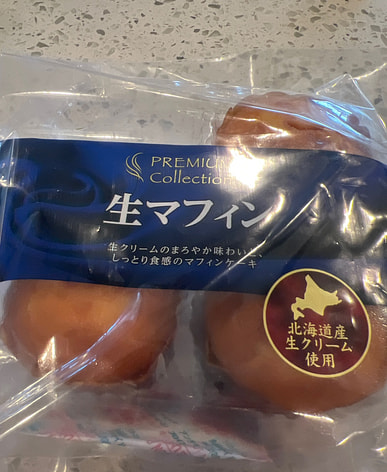 PREMIUM
Collection
生マフィン
生クリームのまろやか味わいと、
しっとり食感のマフィンケーキ
北海道産
生クリーム
使用